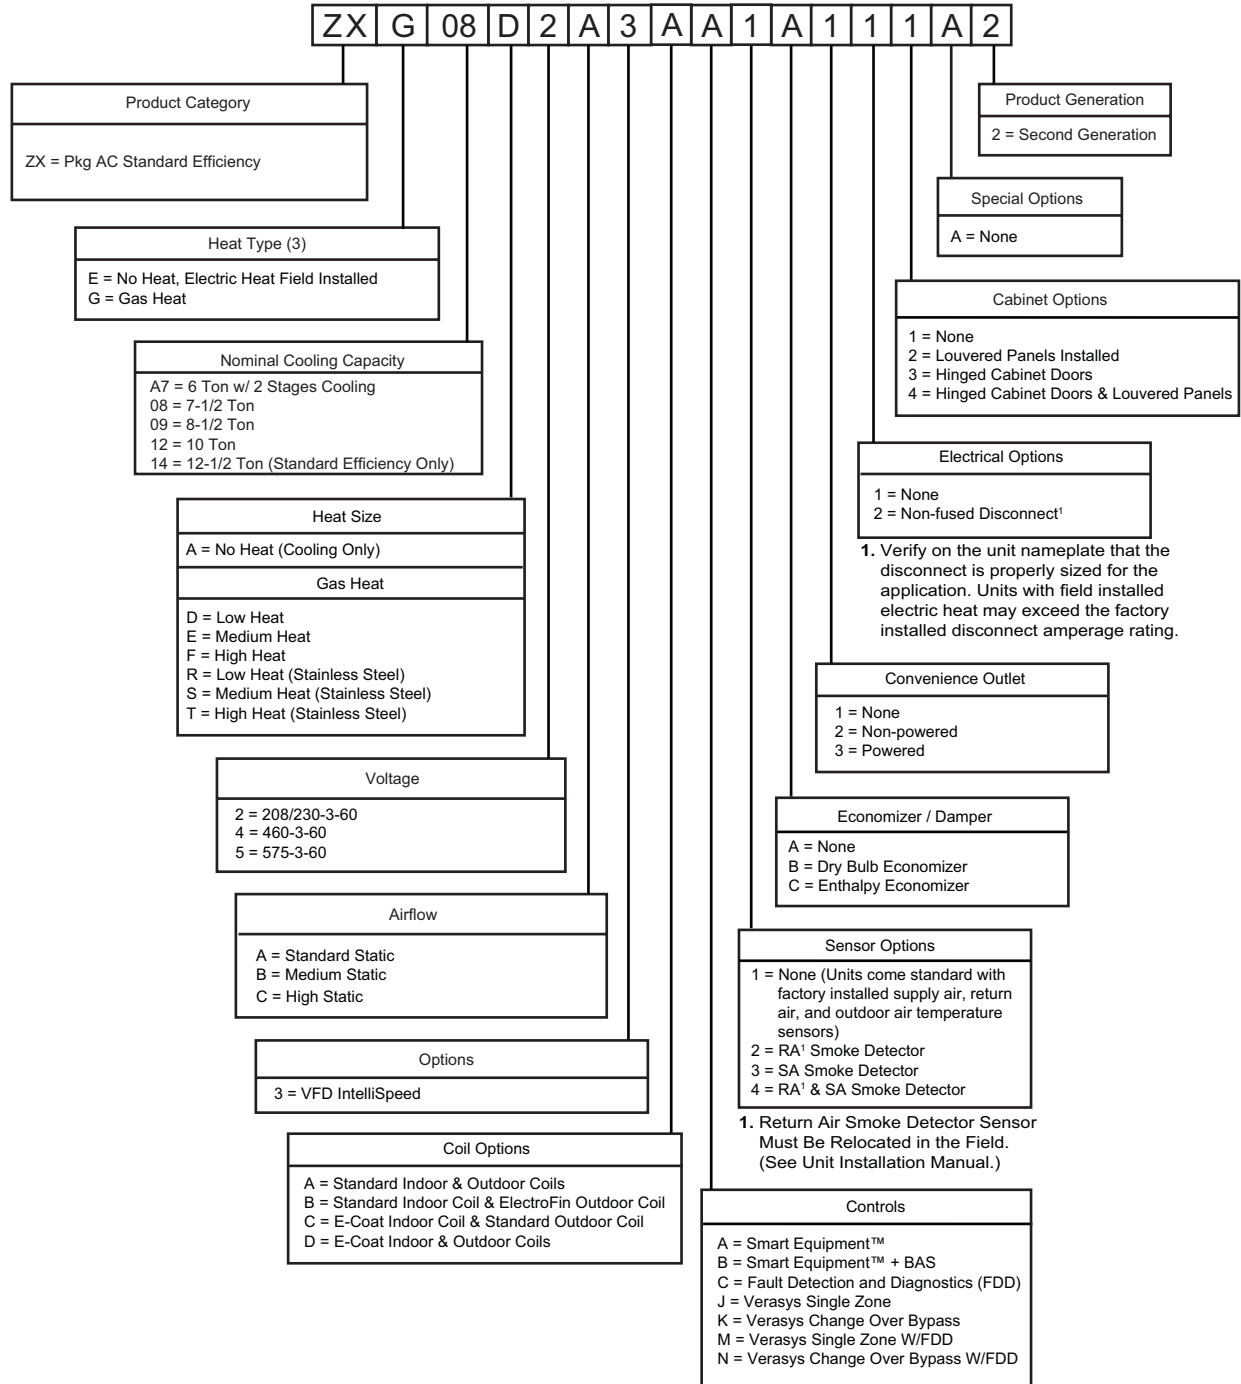 ZX G 08 D 2 A 3 A A 1 A 1 1 1 A 2
Product Category
ZX = Pkg AC Standard Efficiency
Heat Type (3)
E = No Heat, Electric Heat Field Installed
G = Gas Heat
Nominal Cooling Capacity
A7 = 6 Ton w/ 2 Stages Cooling
08 = 7-1/2 Ton
09 = 8-1/2 Ton
12 = 10 Ton
14 = 12-1/2 Ton (Standard Efficiency Only)
Heat Size
A = No Heat (Cooling Only)
Gas Heat
D = Low Heat
E = Medium Heat
F = High Heat
R = Low Heat (Stainless Steel)
S = Medium Heat (Stainless Steel)
T = High Heat (Stainless Steel)
Voltage
2 = 208/230-3-60
4 = 460-3-60
5 = 575-3-60
Airflow
A = Standard Static
B = Medium Static
C = High Static
Options
3 = VFD IntelliSpeed
Coil Options
A = Standard Indoor & Outdoor Coils
B = Standard Indoor Coil & ElectroFin Outdoor Coil
C = E-Coat Indoor Coil & Standard Outdoor Coil
D = E-Coat Indoor & Outdoor Coils
Product Generation
2 = Second Generation
Special Options
A = None
Cabinet Options
1 = None
2 = Louvered Panels Installed
3 = Hinged Cabinet Doors
4 = Hinged Cabinet Doors & Louvered Panels
Electrical Options
1 = None
2 = Non-fused Disconnect¹
1. Verify on the unit nameplate that the
disconnect is properly sized for the
application. Units with field installed
electric heat may exceed the factory
installed disconnect amperage rating.
Convenience Outlet
1 = None
2 = Non-powered
3 = Powered
Economizer / Damper
A = None
B = Dry Bulb Economizer
C = Enthalpy Economizer
Sensor Options
1 = None (Units come standard with
factory installed supply air, return
air, and outdoor air temperature
sensors)
2 = RA¹ Smoke Detector
3 = SA Smoke Detector
4 = RA¹ & SA Smoke Detector
1. Return Air Smoke Detector Sensor
Must Be Relocated in the Field.
(See Unit Installation Manual.)
Controls
A = Smart Equipment™
B = Smart Equipment™ + BAS
C = Fault Detection and Diagnostics (FDD)
J = Verasys Single Zone
K = Verasys Change Over Bypass
M = Verasys Single Zone W/FDD
N = Verasys Change Over Bypass W/FDD